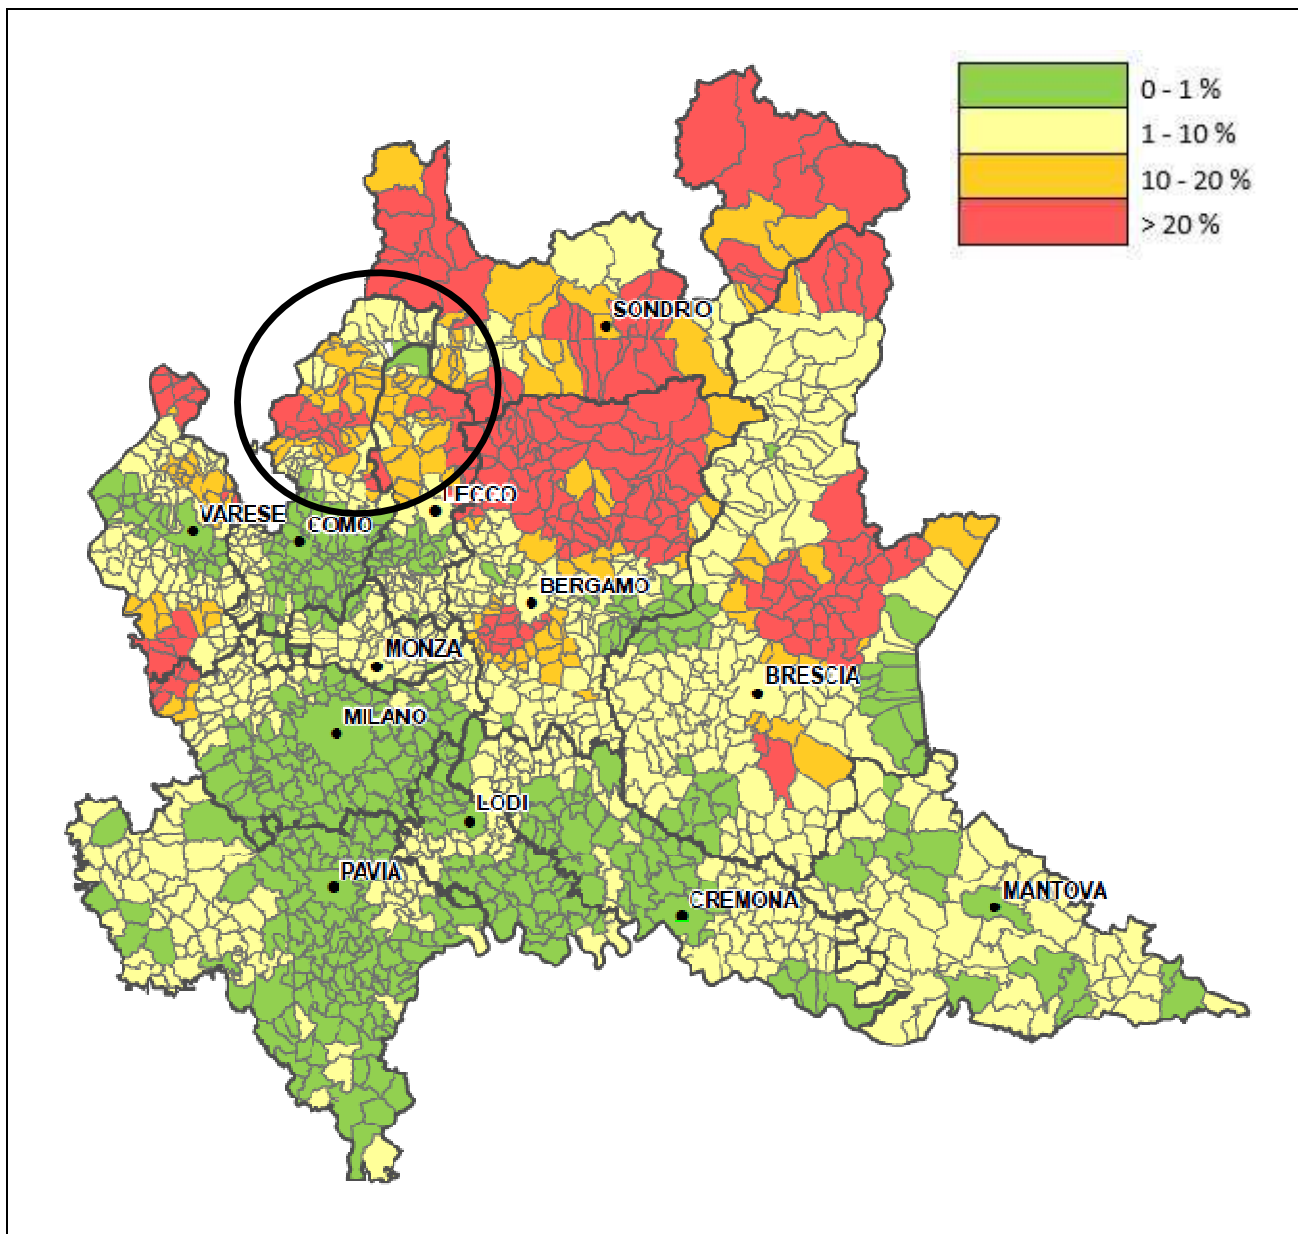 0 - 1 %
1 - 10 %
10 - 20 %
> 20 %
SONDRIO
LECCO
VARESE
COMO
BERGAMO
MONZA
BRESCIA
MILANO
LODI
PAVIA
CREMONA
MANTOVA